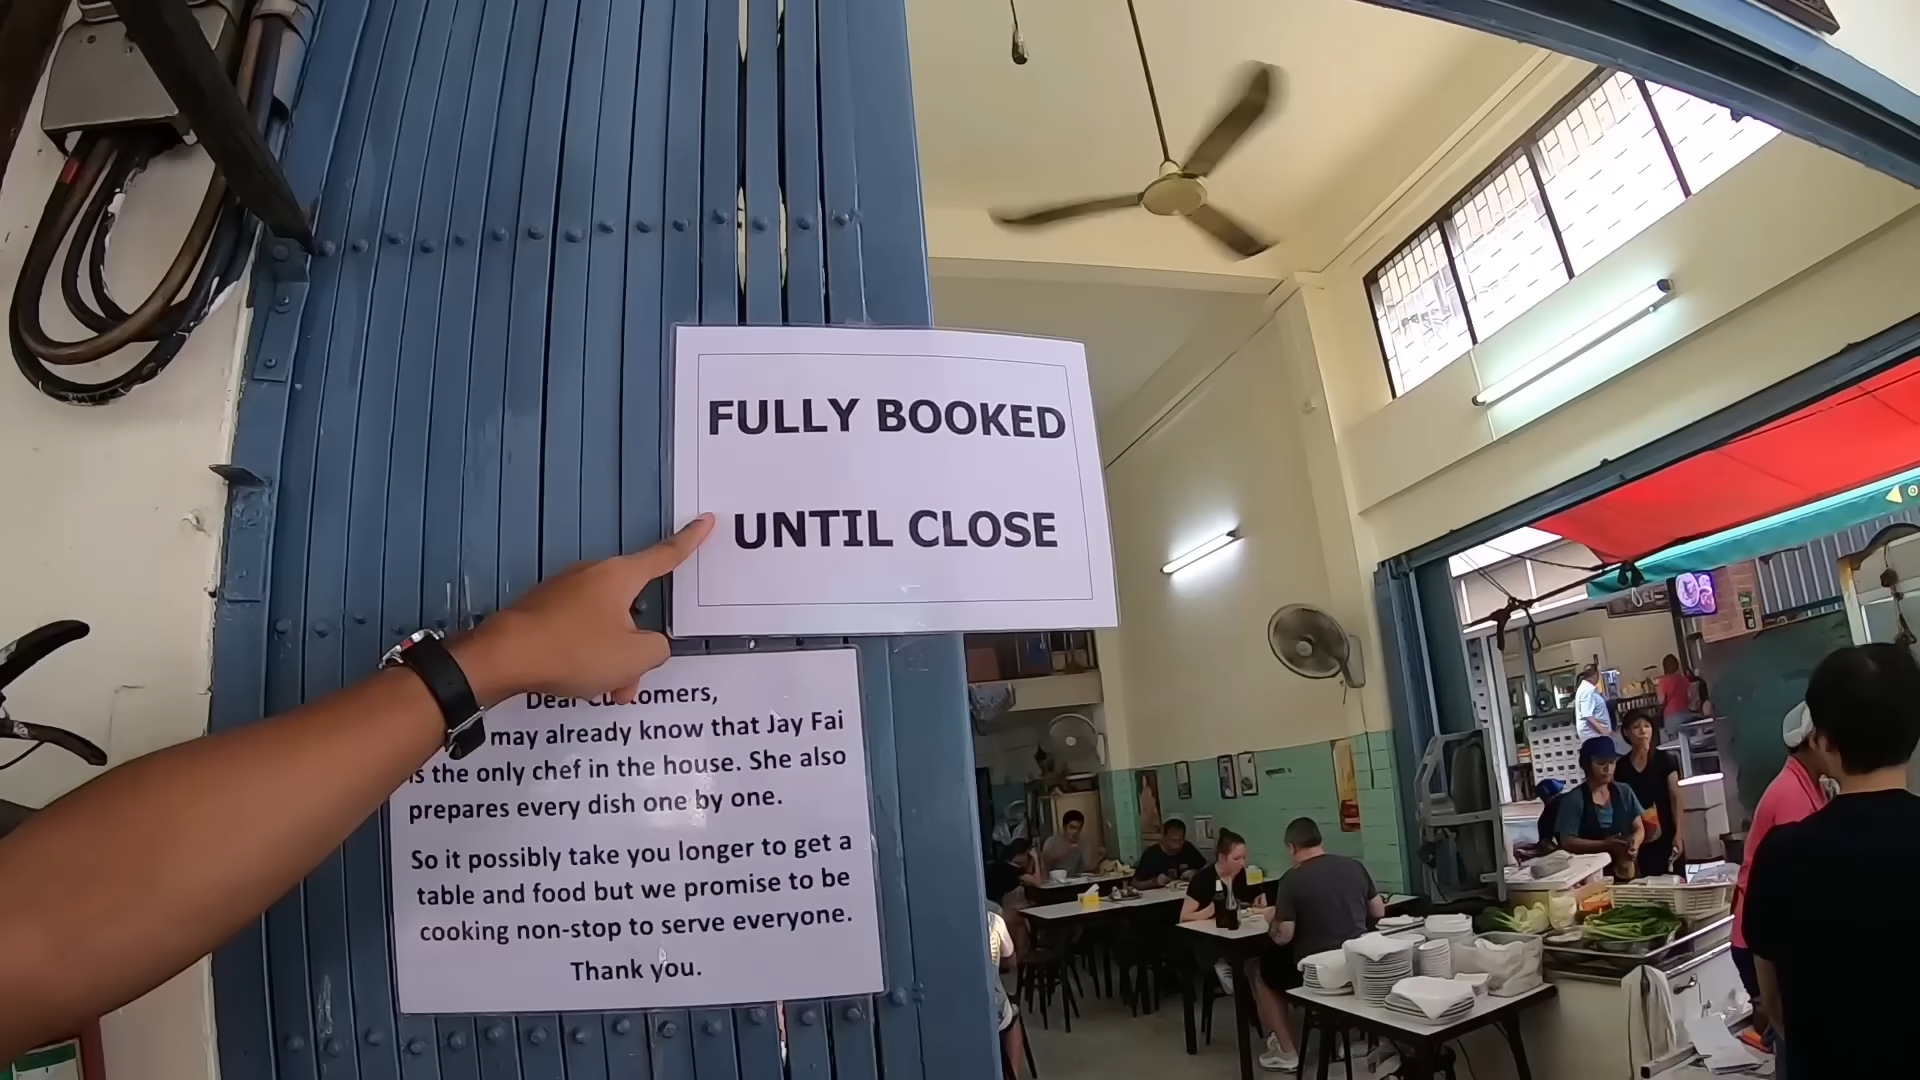 FULLY BOOKED
UNTIL CLOSE
Dear Customers,
may already know that Jay Fai
is the only chef in the house. She also
prepares every dish one by one.
So it possibly take you longer to get a
table and food but we promise to be
cooking non-stop to serve everyone.
Thank you.